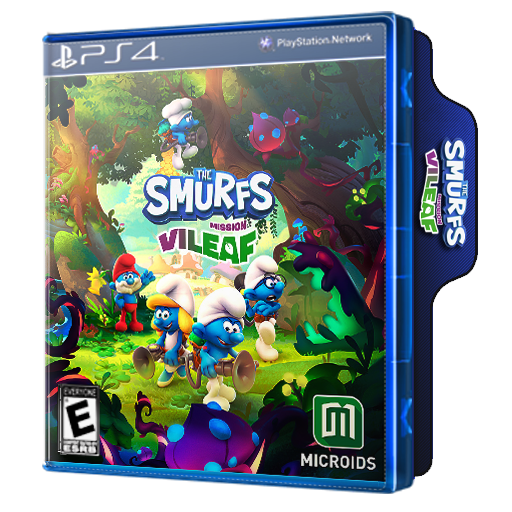 PS4
PlayStation.Network
THE
SMURFS
MISSION
VILEAF
THE
SMURFS
MISSION
VILEAF
EVERYONE
E
ESRB
M
MICROIDS